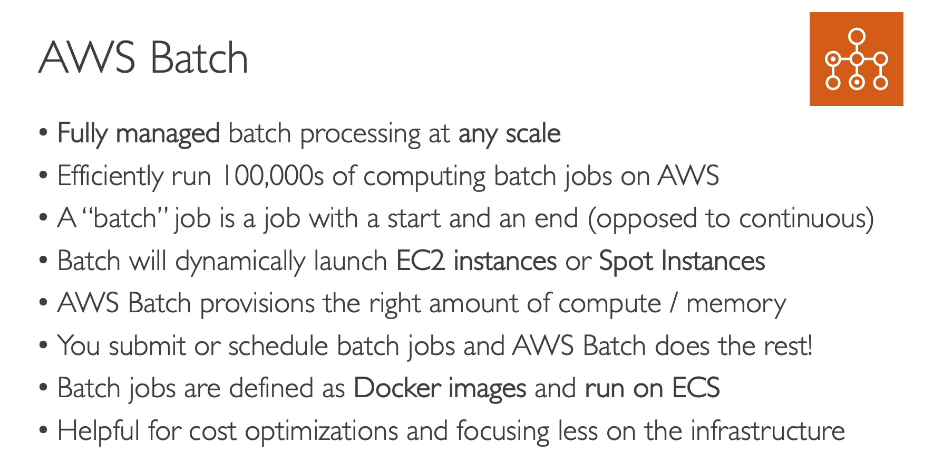 AWS Batch
• Fully managed batch processing at any scale
• Efficiently run 100,000s of computing batch jobs on AWS
• A “batch” job is a job with a start and an end (opposed to continuous)
• Batch will dynamically launch EC2 instances or Spot Instances
• AWS Batch provisions the right amount of compute / memory
• You submit or schedule batch jobs and AWS Batch does the rest!
• Batch jobs are defined as Docker images and run on ECS
• Helpful for cost optimizations and focusing less on the infrastructure